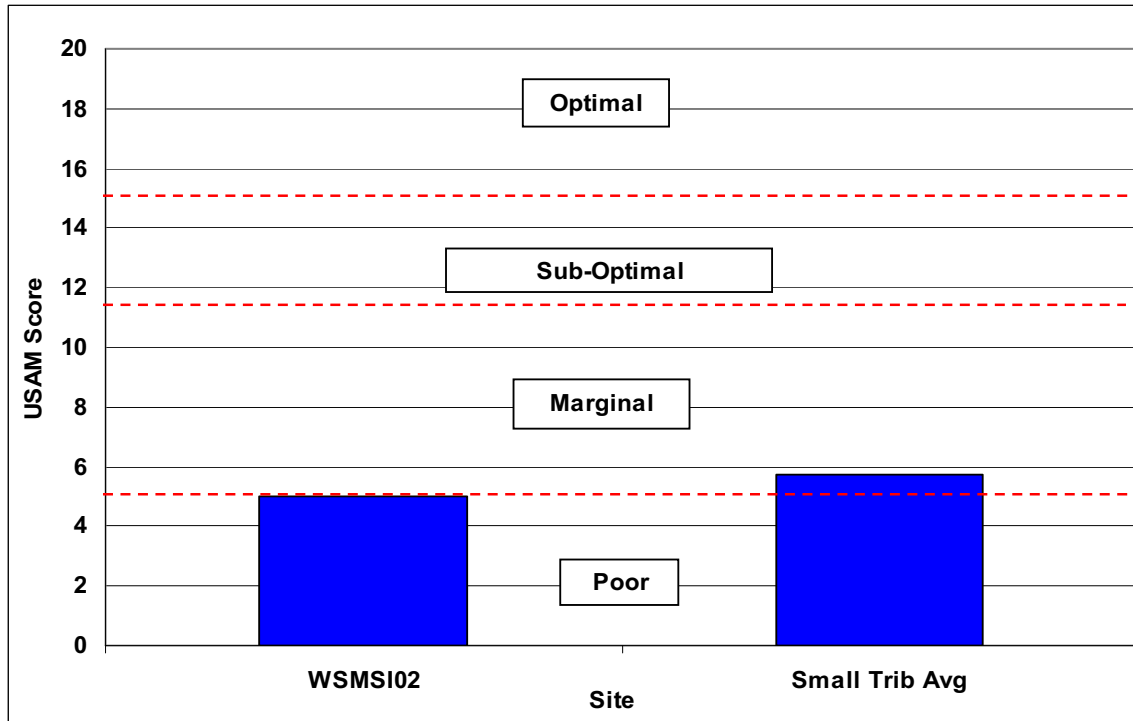 20
18
16
14
12
10
8
6
4
2
0
USAM Score
Optimal
Sub-Optimal
Marginal
Poor
WSMSI02
Small Trib Avg
Site